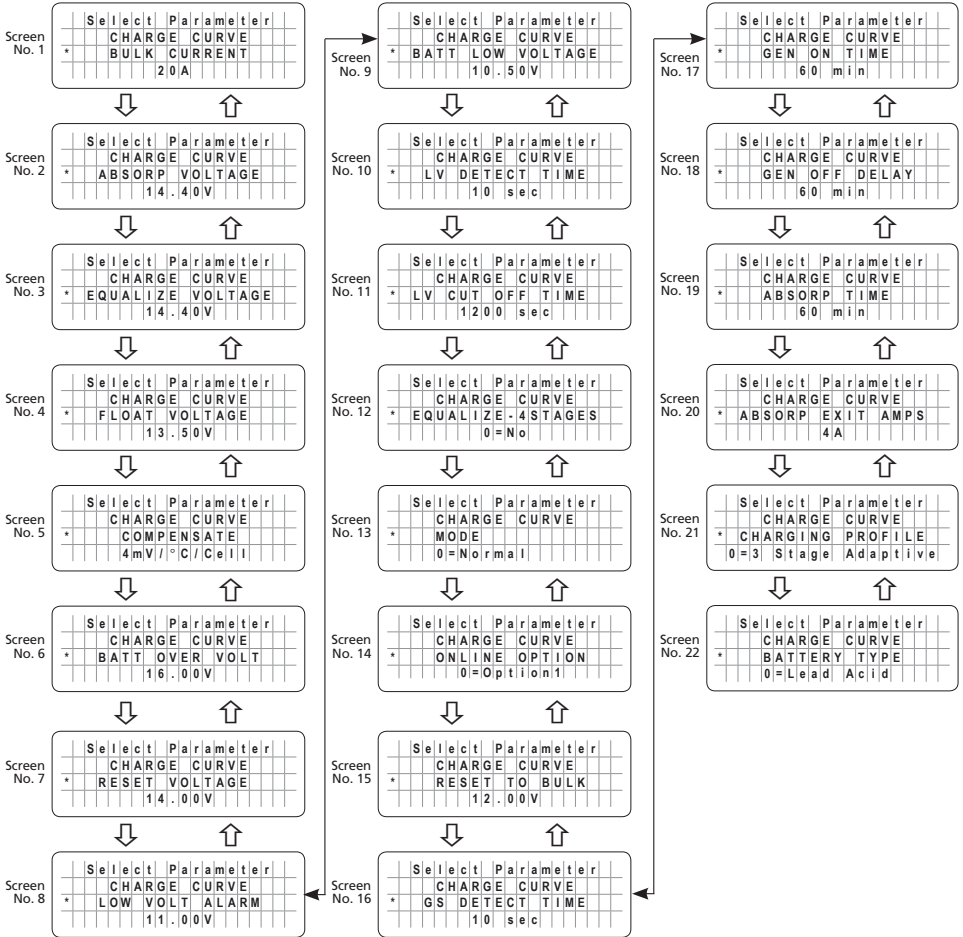 Screen
No. 1
Select Parameter
CHARGE CURVE
* BULK CURRENT
20A
Screen
No. 2
Select Parameter
CHARGE CURVE
* ABSORP VOLTAGE
14.40V
Screen
No. 3
Select Parameter
CHARGE CURVE
* EQUALIZE VOLTAGE
14.40V
Screen
No. 4
Select Parameter
CHARGE CURVE
* FLOAT VOLTAGE
13.50V
Screen
No. 5
Select Parameter
CHARGE CURVE
* COMPENSATE
4mV/°C/Cell
Screen
No. 6
Select Parameter
CHARGE CURVE
* BATT OVER VOLT
16.00V
Screen
No. 7
Select Parameter
CHARGE CURVE
* RESET VOLTAGE
14.00V
Screen
No. 8
Select Parameter
CHARGE CURVE
* LOW VOLT ALARM
11.00V
Screen
No. 9
Select Parameter
CHARGE CURVE
* BATT LOW VOLTAGE
10.50V
Screen
No. 10
Select Parameter
CHARGE CURVE
* LV DETECT TIME
10 sec
Screen
No. 11
Select Parameter
CHARGE CURVE
* LV CUT OFF TIME
1200 sec
Screen
No. 12
Select Parameter
CHARGE CURVE
* EQUALIZE-4STAGES
0=No
Screen
No. 13
Select Parameter
CHARGE CURVE
* MODE
0=Normal
Screen
No. 14
Select Parameter
CHARGE CURVE
* ONLINE OPTION
0=Option1
Screen
No. 15
Select Parameter
CHARGE CURVE
* RESET TO BULK
12.00V
Screen
No. 16
Select Parameter
CHARGE CURVE
* GS DETECT TIME
10 sec
Screen
No. 17
Select Parameter
CHARGE CURVE
* GEN ON TIME
60 min
Screen
No. 18
Select Parameter
CHARGE CURVE
* GEN OFF DELAY
60 min
Screen
No. 19
Select Parameter
CHARGE CURVE
* ABSORP TIME
60 min
Screen
No. 20
Select Parameter
CHARGE CURVE
* ABSORP EXIT AMPS
4A
Screen
No. 21
Select Parameter
CHARGE CURVE
* CHARGING PROFILE
0=3 Stage Adaptive
Screen
No. 22
Select Parameter
CHARGE CURVE
* BATTERY TYPE
0=Lead Acid